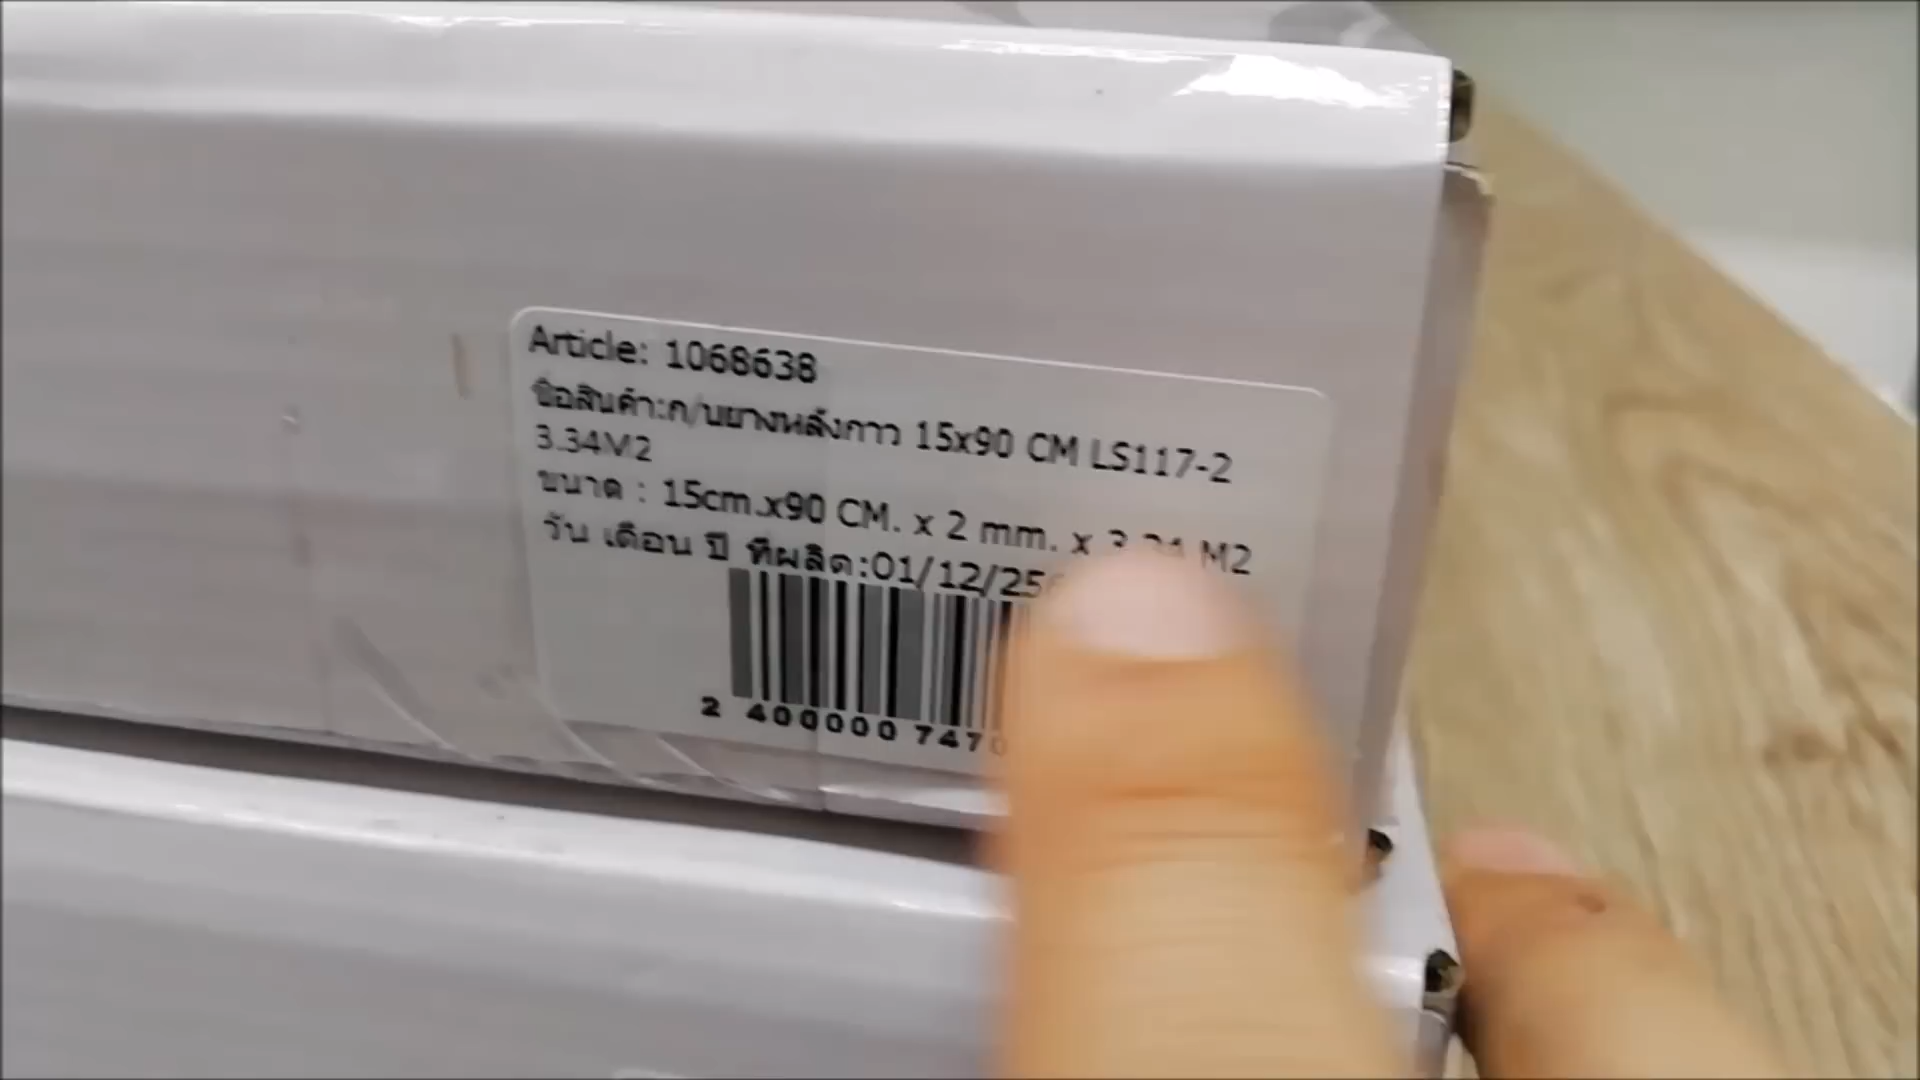 Article: 1068638
ชื่อสินค้า:ก/บยางหลังกาว 15x90 CM LS117-2
3.34M2
ขนาด : 15cm.x90 CM. x 2 mm. x M2
วัน เดือน ปี ที่ผลิต:01/12/25
2 400000 747